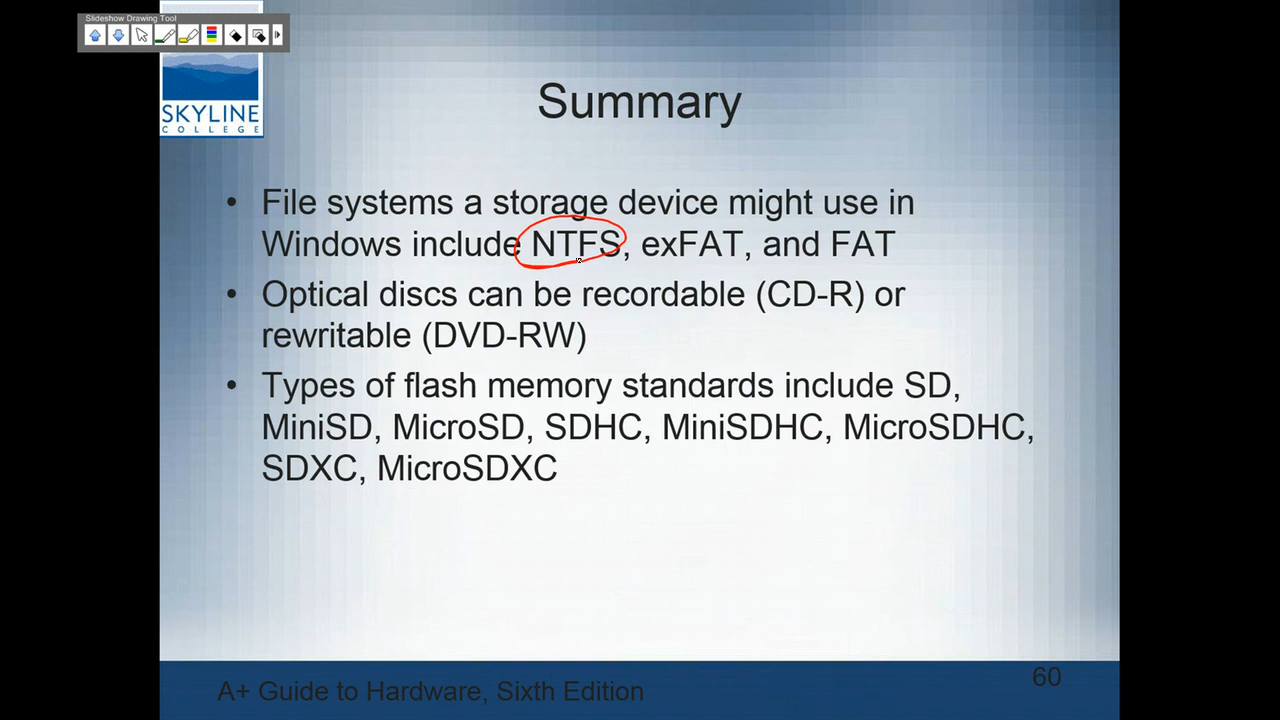 Slideshow Drawing Tool
SKYLINE
COLLEGE
Summary
• File systems a storage device might use in
Windows include NTFS, exFAT, and FAT
• Optical discs can be recordable (CD-R) or
rewritable (DVD-RW)
• Types of flash memory standards include SD,
MiniSD, MicroSD, SDHC, MiniSDHC, MicroSDHC,
SDXC, MicroSDXC
A+ Guide to Hardware, Sixth Edition
60